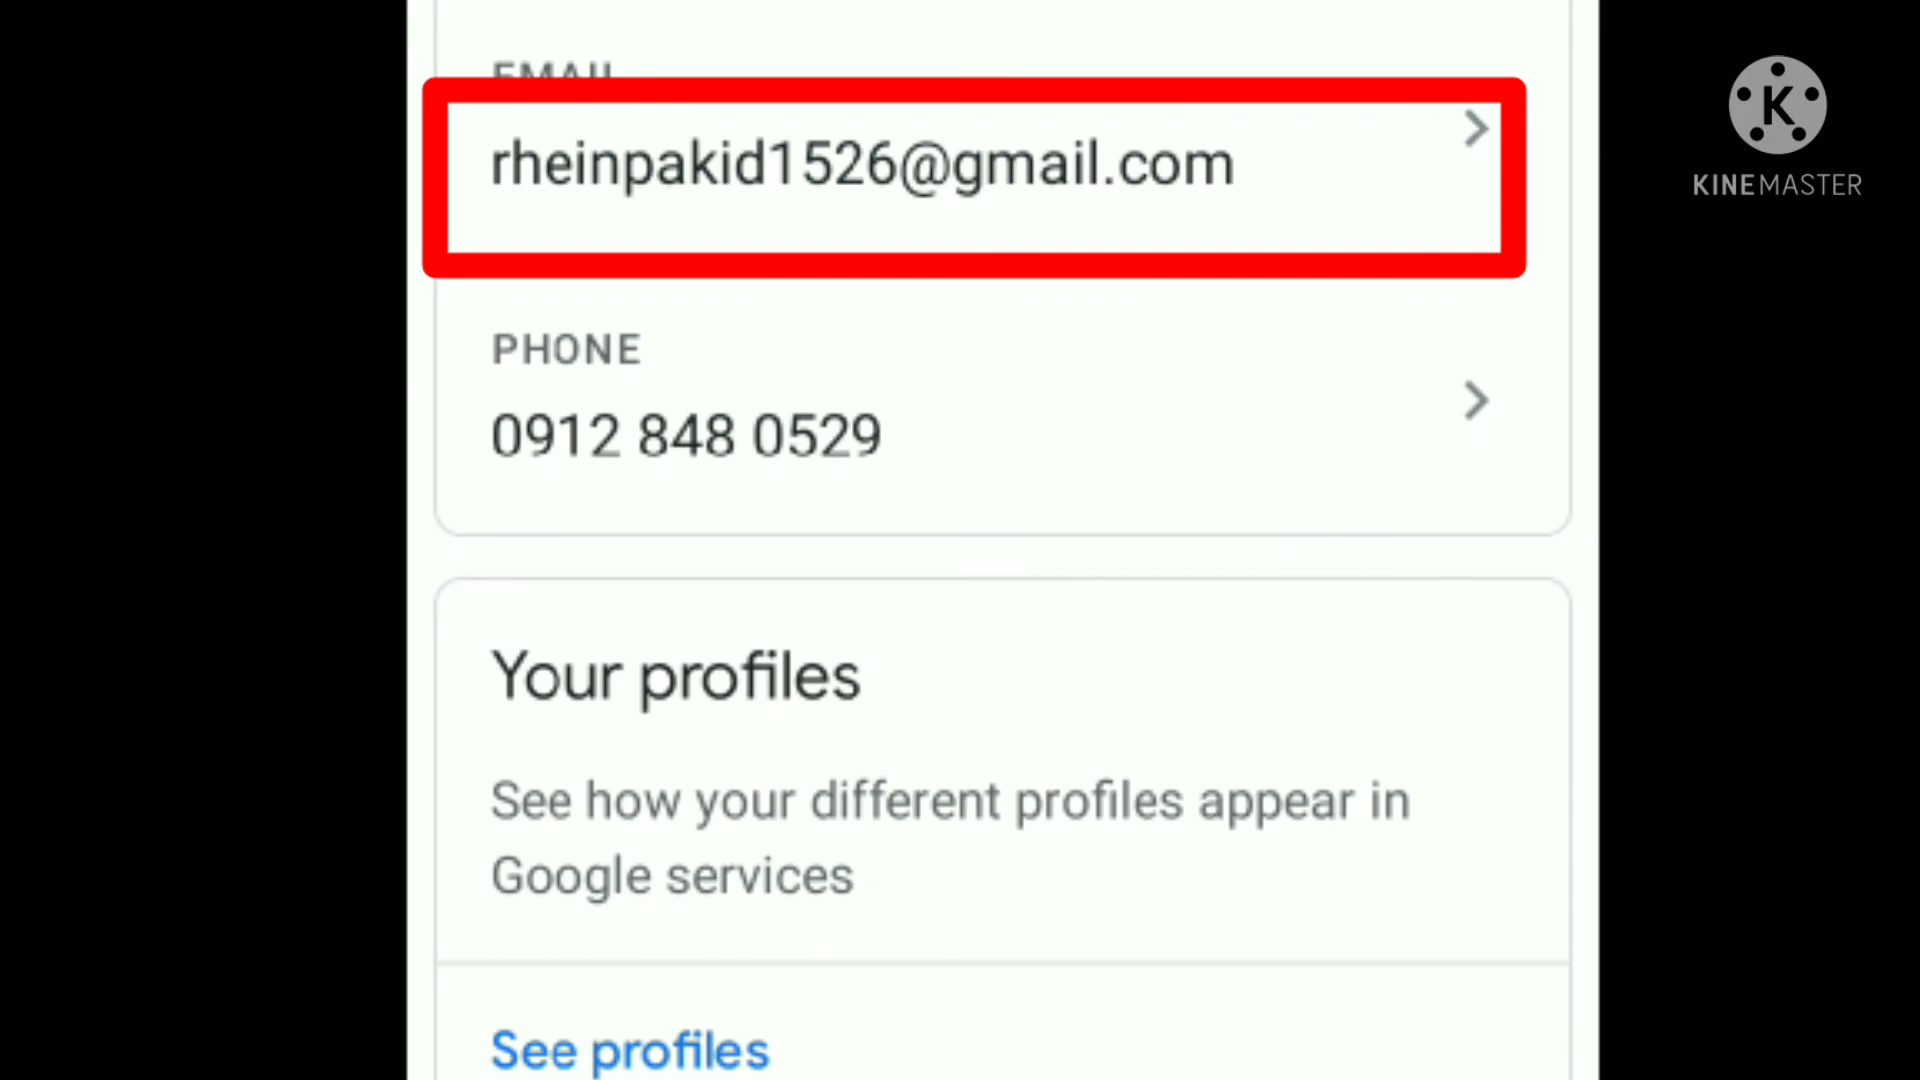 EMAIL
rheinpakid1526@gmail.com
PHONE
0912 848 0529
Your profiles
See how your different profiles appear in
Google services
See profiles
K
KINEMASTER